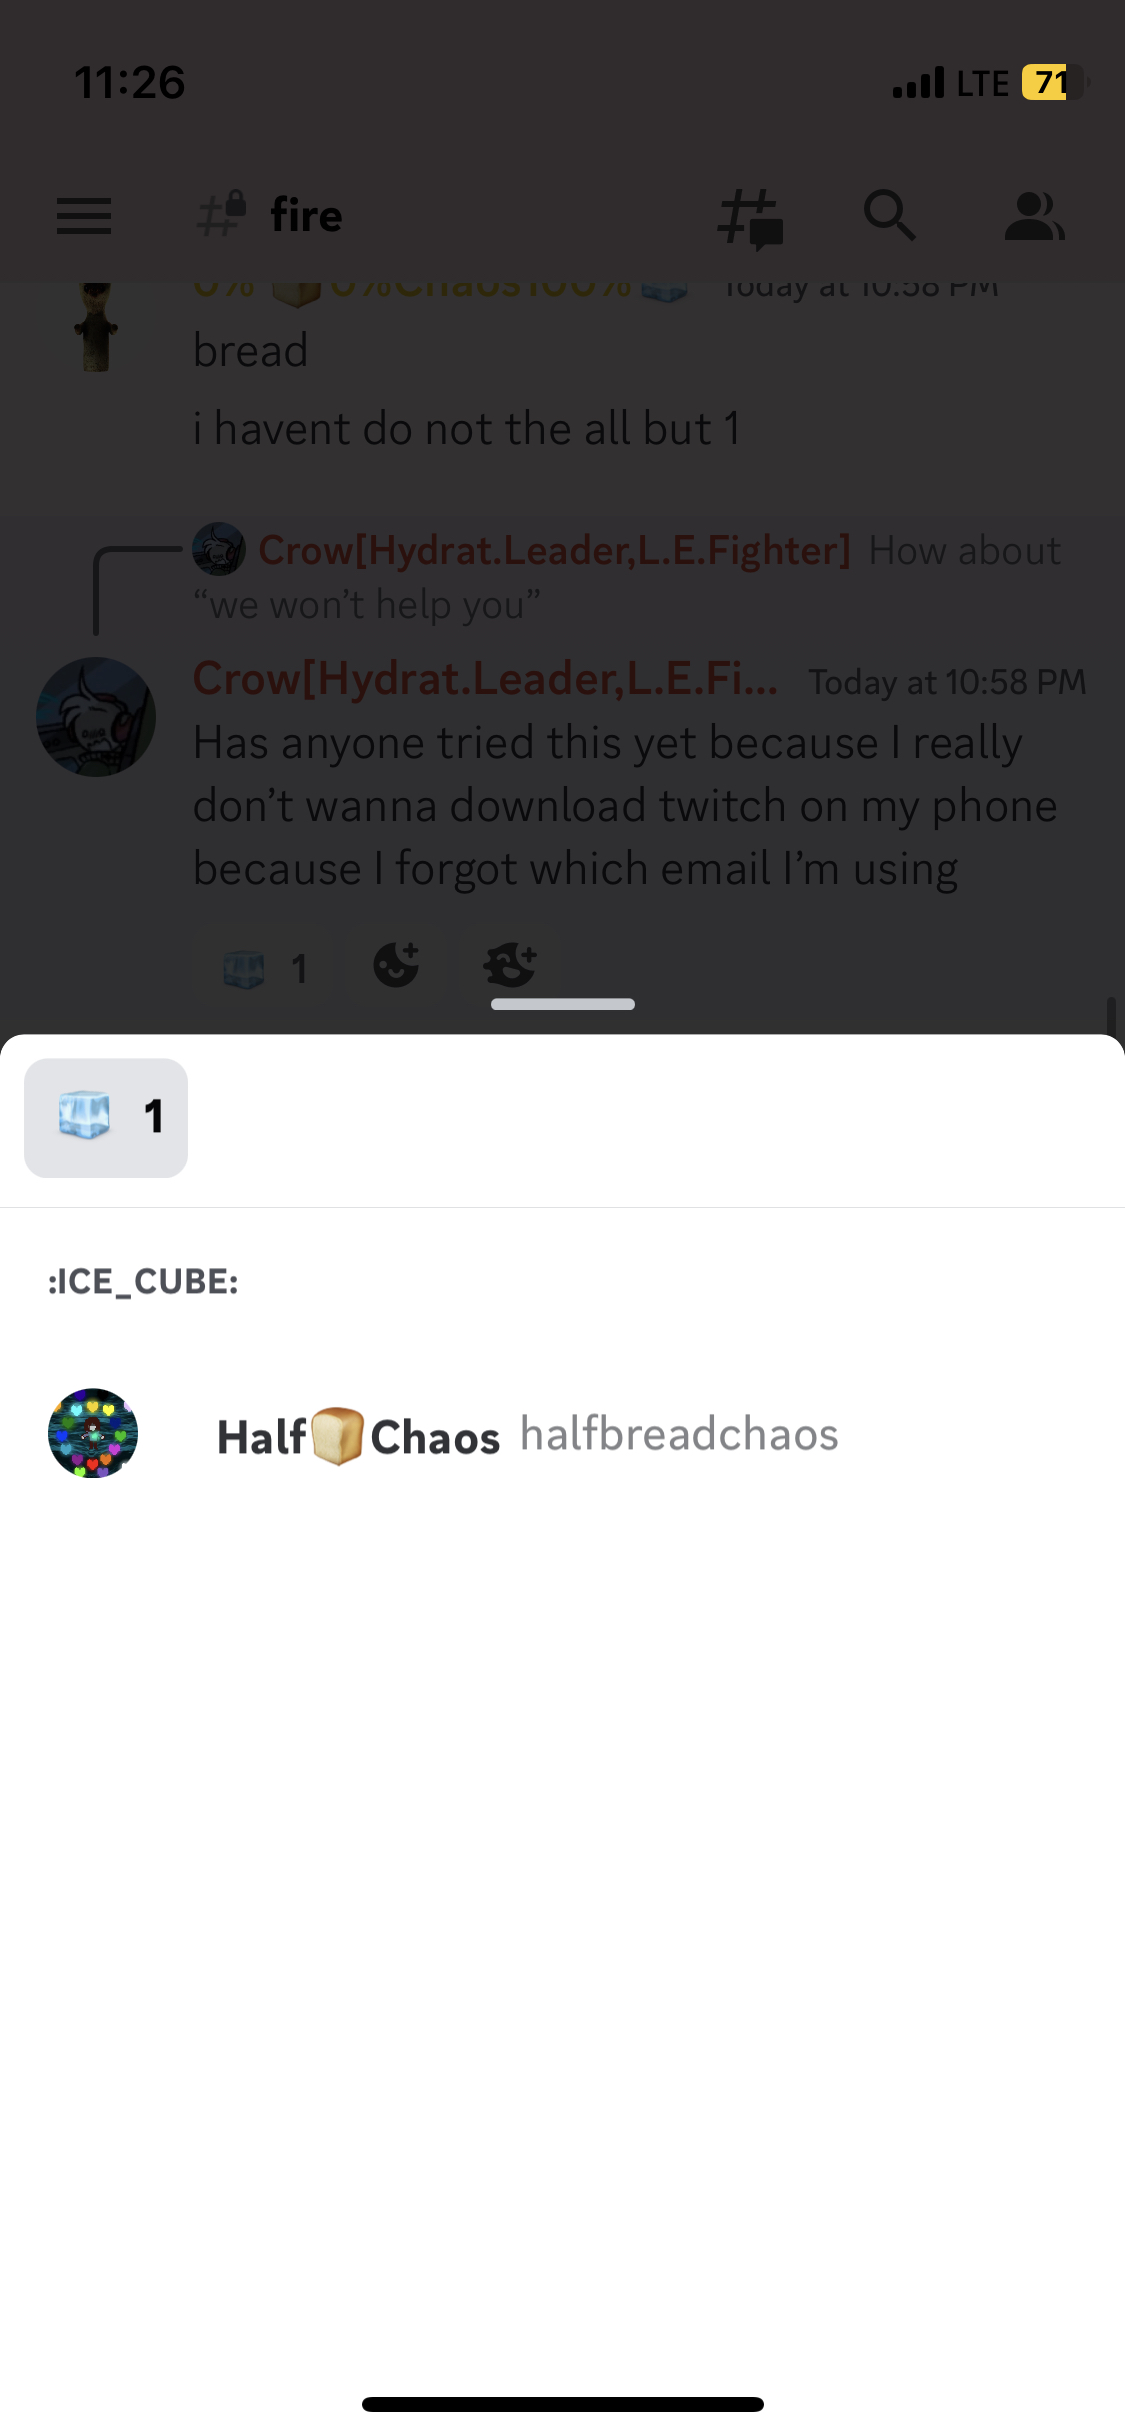 11:26 LTE 71
fire
0% 🍞0%Chaos100%🧊 Today at 10:58 PM
bread
i havent do not the all but 1
Crow[Hydrat.Leader,L.E.Fighter] How about
“we won’t help you”
Crow[Hydrat.Leader,L.E.Fi... Today at 10:58 PM
Has anyone tried this yet because I really
don’t wanna download twitch on my phone
because I forgot which email I’m using
🧊 1
🧊 1
:ICE_CUBE:
Half🍞Chaos halfbreadchaos